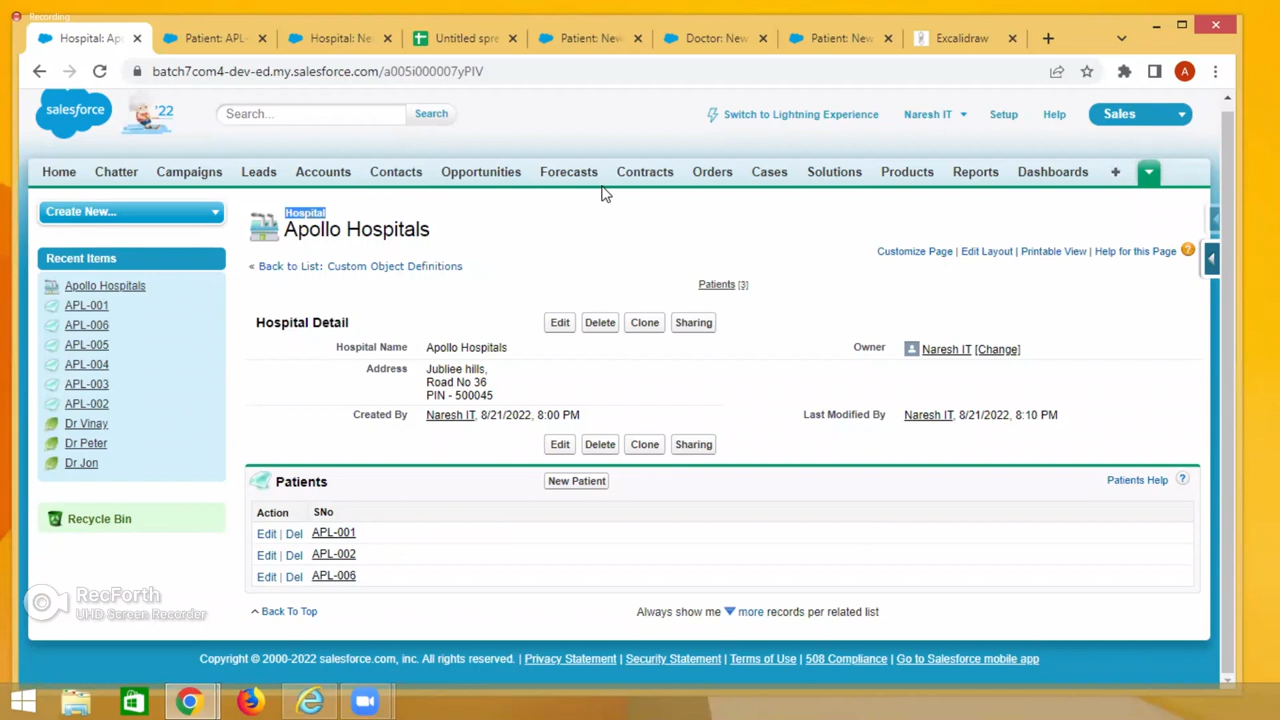 Recording
Hospital: Apo
Patient: APL-
Hospital: Ne
Untitled spre
Patient: New
Doctor: New
Patient: New
Excalidraw
batch7com4-dev-ed.my.salesforce.com/a005i000007yPIV
A
salesforce
'22
Search...
Search
Switch to Lightning Experience
Naresh IT
Setup
Help
Sales
Home
Chatter
Campaigns
Leads
Accounts
Contacts
Opportunities
Forecasts
Contracts
Orders
Cases
Solutions
Products
Reports
Dashboards
+
Create New...
Recent Items
Apollo Hospitals
APL-001
APL-006
APL-005
APL-004
APL-003
APL-002
Dr Vinay
Dr Peter
Dr Jon
Recycle Bin
Hospital
Apollo Hospitals
Customize Page | Edit Layout | Printable View | Help for this Page ?
« Back to List: Custom Object Definitions
Patients [3]
Hospital Detail
Edit
Delete
Clone
Sharing
Hospital Name
Apollo Hospitals
Owner
Naresh IT [Change]
Address
Jubliee hills,
Road No 36
PIN - 500045
Created By
Naresh IT, 8/21/2022, 8:00 PM
Last Modified By
Naresh IT, 8/21/2022, 8:10 PM
Edit
Delete
Clone
Sharing
Patients
New Patient
Patients Help ?
Action
SNo
Edit | Del
APL-001
Edit | Del
APL-002
Edit | Del
APL-006
Back To Top
Always show me more records per related list
RecForth
UHD Screen Recorder
Copyright © 2000-2022 salesforce.com, inc. All rights reserved. | Privacy Statement | Security Statement | Terms of Use | 508 Compliance | Go to Salesforce mobile app